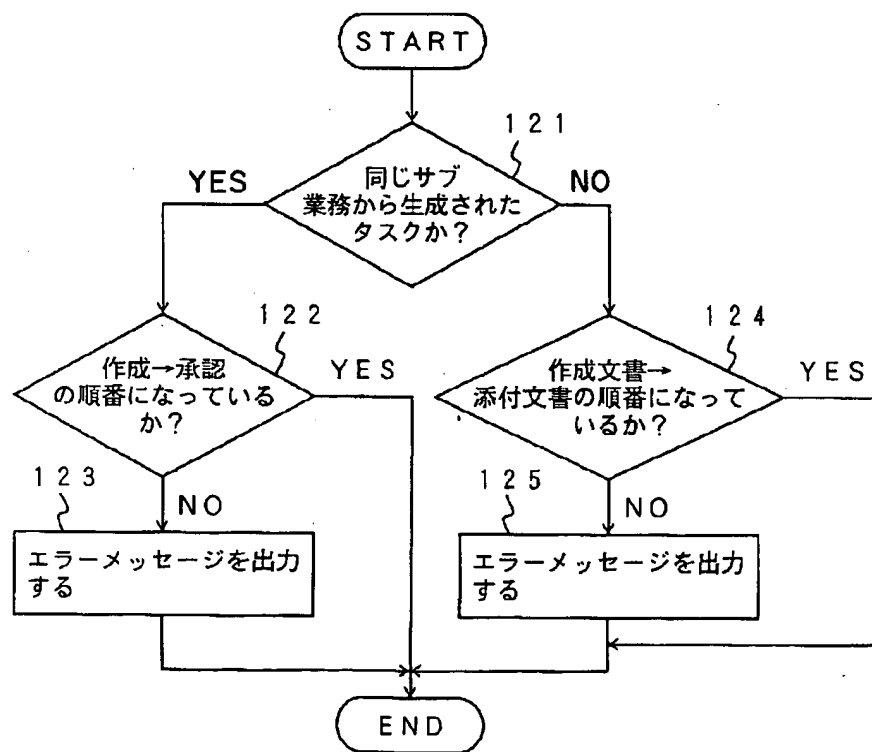 START
121
同じサブ
業務から生成された
タスクか？
YES
NO
122
作成→承認
の順番になっている
か？
YES
124
作成文書→
添付文書の順番になって
いるか？
YES
123
NO
エラーメッセージを出力
する
125
NO
エラーメッセージを出力
する
END